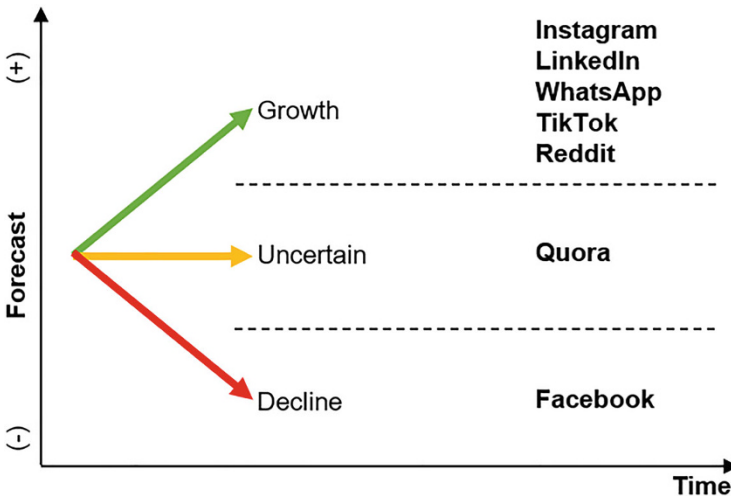 (+)
Forecast
(-)
Growth
Instagram
LinkedIn
WhatsApp
TikTok
Reddit
Uncertain
Quora
Decline
Facebook
Time